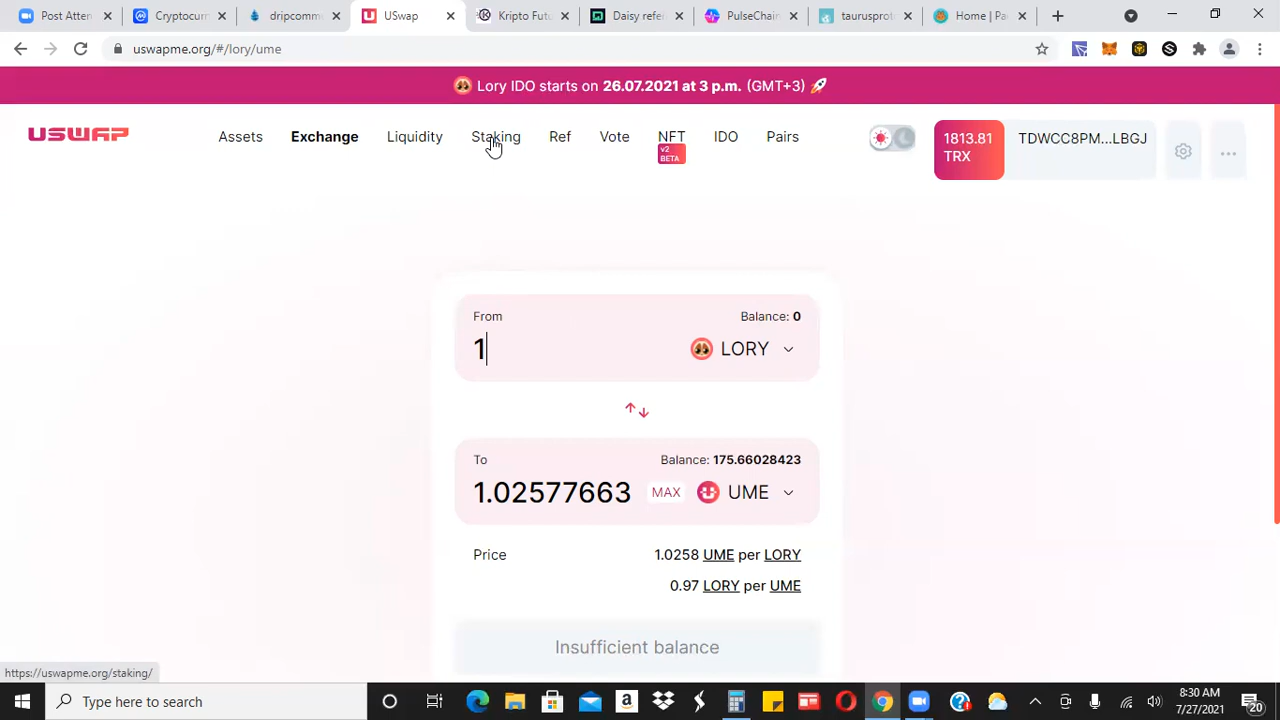 Post Atten
Cryptocurr
dripcomm
USwap
Kripto Futu
Daisy refer
PulseChain
taurusprot
Home | Pa
uswapme.org/#/lory/ume
Lory IDO starts on 26.07.2021 at 3 p.m. (GMT+3)
USWAP
Assets
Exchange
Liquidity
Staking
Ref
Vote
NFT
v2 BETA
IDO
Pairs
1813.81 TRX
TDWCC8PM...LBGJ
From
Balance: 0
1
LORY
To
Balance: 175.66028423
1.02577663
MAX
UME
Price
1.0258 UME per LORY
0.97 LORY per UME
Insufficient balance
https://uswapme.org/staking/
Type here to search
8:30 AM
7/27/2021
20